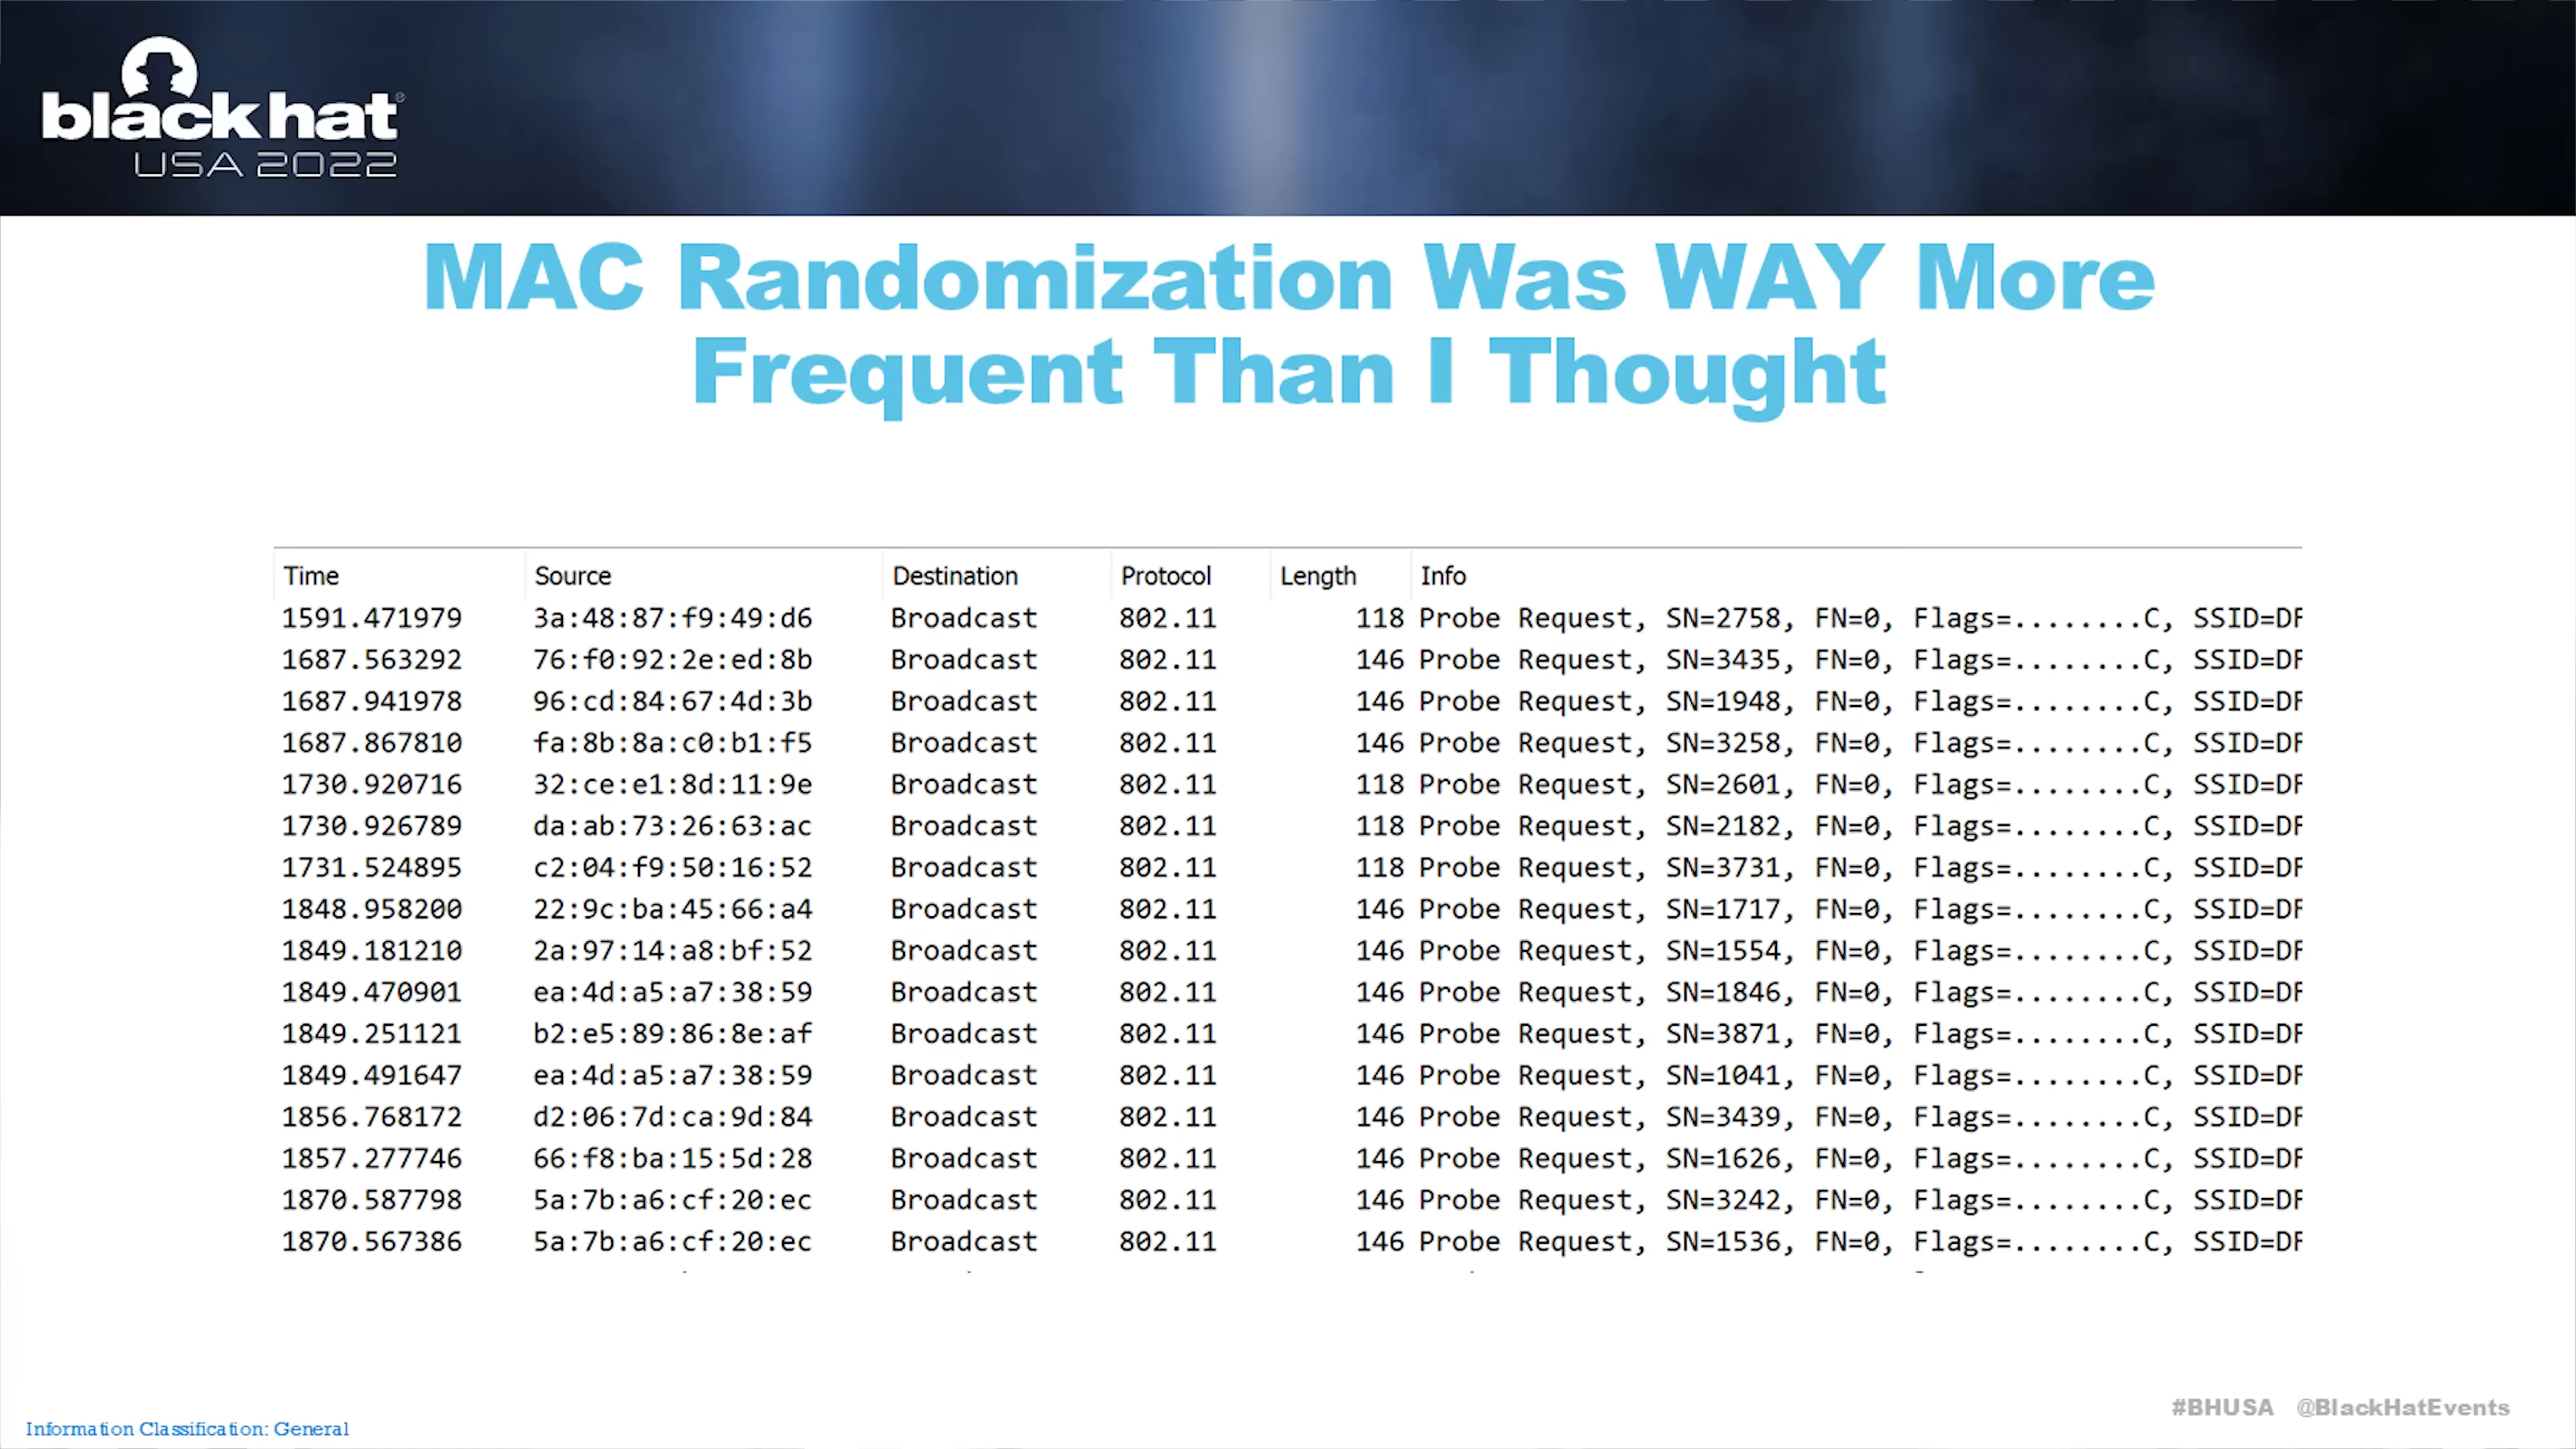 black hat®
USA 2022
MAC Randomization Was WAY More
Frequent Than I Thought
Time Source Destination Protocol Length Info
1591.471979 3a:48:87:f9:49:d6 Broadcast 802.11 118 Probe Request, SN=2758, FN=0, Flags=........C, SSID=DF
1687.563292 76:f0:92:2e:ed:8b Broadcast 802.11 146 Probe Request, SN=3435, FN=0, Flags=........C, SSID=DF
1687.941978 96:cd:84:67:4d:3b Broadcast 802.11 146 Probe Request, SN=1948, FN=0, Flags=........C, SSID=DF
1687.867810 fa:8b:8a:c0:b1:f5 Broadcast 802.11 146 Probe Request, SN=3258, FN=0, Flags=........C, SSID=DF
1730.920716 32:ce:e1:8d:11:9e Broadcast 802.11 118 Probe Request, SN=2601, FN=0, Flags=........C, SSID=DF
1730.926789 da:ab:73:26:63:ac Broadcast 802.11 118 Probe Request, SN=2182, FN=0, Flags=........C, SSID=DF
1731.524895 c2:04:f9:50:16:52 Broadcast 802.11 118 Probe Request, SN=3731, FN=0, Flags=........C, SSID=DF
1848.958200 22:9c:ba:45:66:a4 Broadcast 802.11 146 Probe Request, SN=1717, FN=0, Flags=........C, SSID=DF
1849.181210 2a:97:14:a8:bf:52 Broadcast 802.11 146 Probe Request, SN=1554, FN=0, Flags=........C, SSID=DF
1849.470901 ea:4d:a5:a7:38:59 Broadcast 802.11 146 Probe Request, SN=1846, FN=0, Flags=........C, SSID=DF
1849.251121 b2:e5:89:86:8e:af Broadcast 802.11 146 Probe Request, SN=3871, FN=0, Flags=........C, SSID=DF
1849.491647 ea:4d:a5:a7:38:59 Broadcast 802.11 146 Probe Request, SN=1041, FN=0, Flags=........C, SSID=DF
1856.768172 d2:06:7d:ca:9d:84 Broadcast 802.11 146 Probe Request, SN=3439, FN=0, Flags=........C, SSID=DF
1857.277746 66:f8:ba:15:5d:28 Broadcast 802.11 146 Probe Request, SN=1626, FN=0, Flags=........C, SSID=DF
1870.587798 5a:7b:a6:cf:20:ec Broadcast 802.11 146 Probe Request, SN=3242, FN=0, Flags=........C, SSID=DF
1870.567386 5a:7b:a6:cf:20:ec Broadcast 802.11 146 Probe Request, SN=1536, FN=0, Flags=........C, SSID=DF
#BHUSA @BlackHatEvents
Information Classification: General